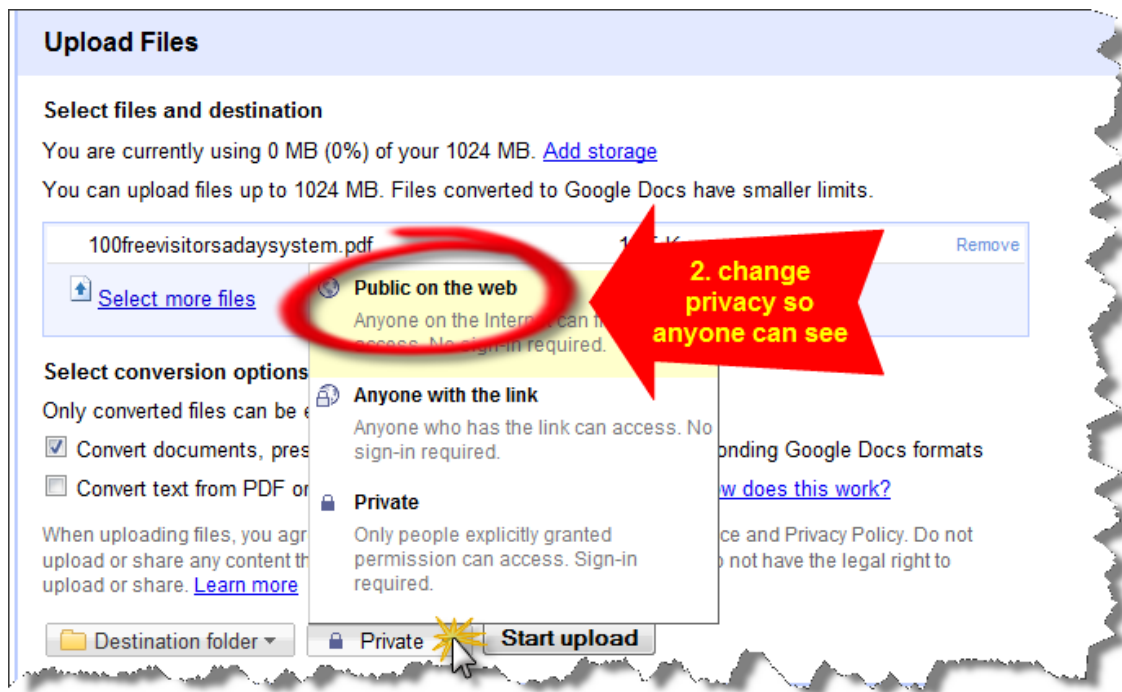 Upload Files
Select files and destination
You are currently using 0 MB (0%) of your 1024 MB. Add storage
You can upload files up to 1024 MB. Files converted to Google Docs have smaller limits.
100freevisitorsadaysystem.pdf
Remove
Select more files
Public on the web
Anyone on the Internet can
access. No sign-in required.
2. change
privacy so
anyone can see
Select conversion options
Only converted files can be
Anyone with the link
Anyone who has the link can access. No
sign-in required.
Convert documents,
Google Docs formats
Convert text from PDF
does this work?
Private
Only people explicitly granted
permission can access. Sign-in
required.
When uploading files, you
and Privacy Policy. Do not
upload or share any content
not have the legal right to
upload or share. Learn more
Destination folder
Private
Start upload